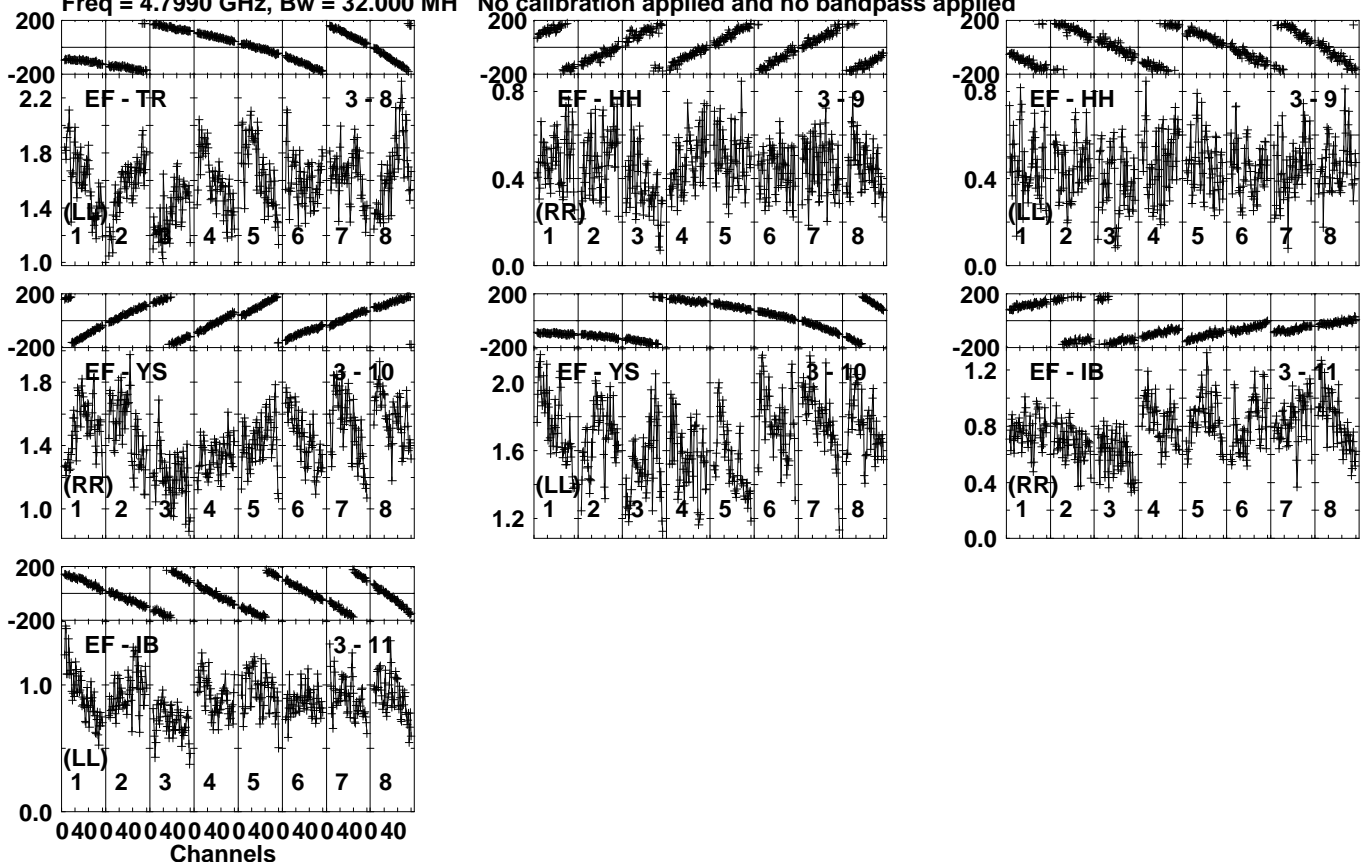 Freq = 4.7990 GHz, Bw = 32.000 MH No calibration applied and no bandpass applied
200
-200
2.2
1.8
1.4
1.0
EF - TR 3 - 8
(LL)
1 2 3 4 5 6 7 8
0.8
0.4
0.0
EF - HH 3 - 9
(RR)
1 2 3 4 5 6 7 8
200
-200
0.8
0.4
0.0
EF - HH 3 - 9
(LL)
1 2 3 4 5 6 7 8
200
-200
200
-200
1.8
1.4
1.0
EF - YS 3 - 10
(RR)
1 2 3 4 5 6 7 8
200
-200
2.0
1.6
1.2
EF - YS 3 - 10
(LL)
1 2 3 4 5 6 7 8
200
-200
1.2
0.8
0.4
0.0
EF - IB 3 - 11
(RR)
1 2 3 4 5 6 7 8
200
-200
1.0
0.0
EF - IB 3 - 11
(LL)
1 2 3 4 5 6 7 8
0 40 0 40 0 40 0 40 0 40 0 40 0 40 0 40
Channels